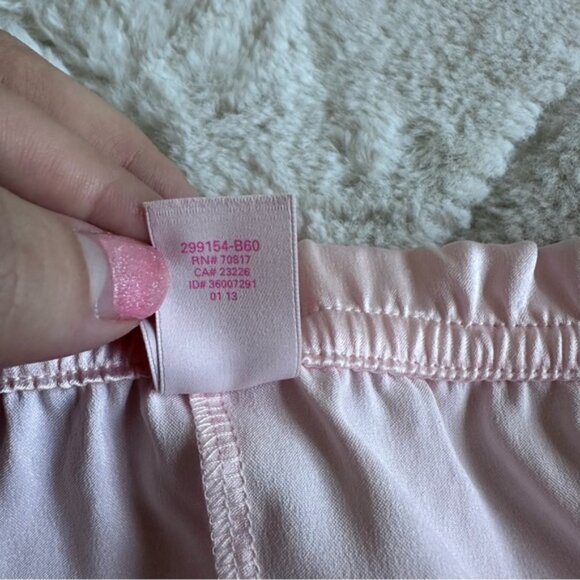 299154-B60
RN# 70817
CA# 23226
ID# 36007291
01 13